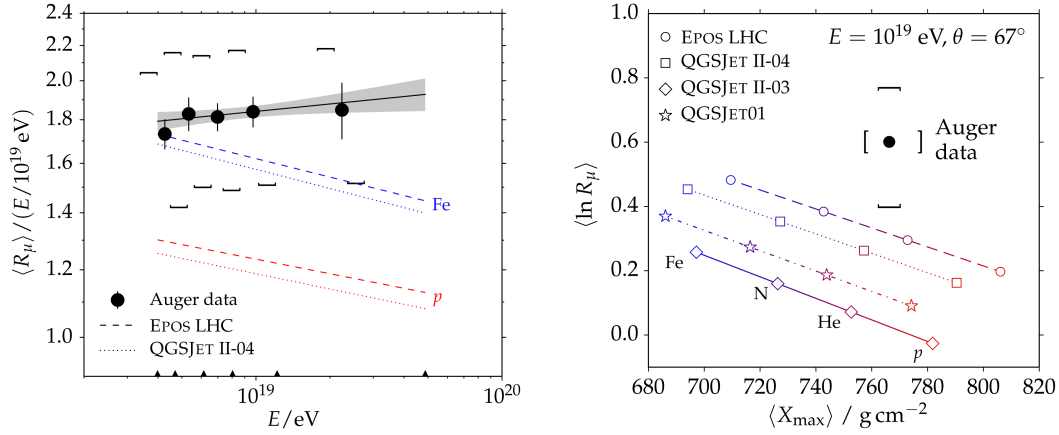 2.4
2.2
2.0
1.8
1.6
1.4
1.2
1.0
⟨R_μ⟩/(E/10^19 eV)
Fe
p
Auger data
EPOS LHC
QGSJET II-04
10^19
10^20
E/eV
1.0
0.8
0.6
0.4
0.2
0.0
⟨ln R_μ⟩
EPOS LHC
QGSJET II-04
QGSJET II-03
QGSJET01
E = 10^19 eV, θ = 67°
Auger
data
Fe
N
He
p
680
700
720
740
760
780
800
820
⟨X_max⟩ / g cm^−2